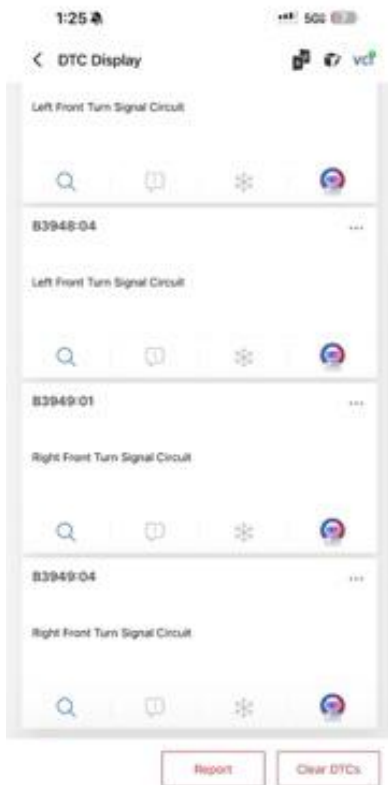 1:25
5G
DTC Display
vcf
Left Front Turn Signal Circuit
B3948:04
Left Front Turn Signal Circuit
B3949:01
Right Front Turn Signal Circuit
B3949:04
Right Front Turn Signal Circuit
Report
Clear DTCs